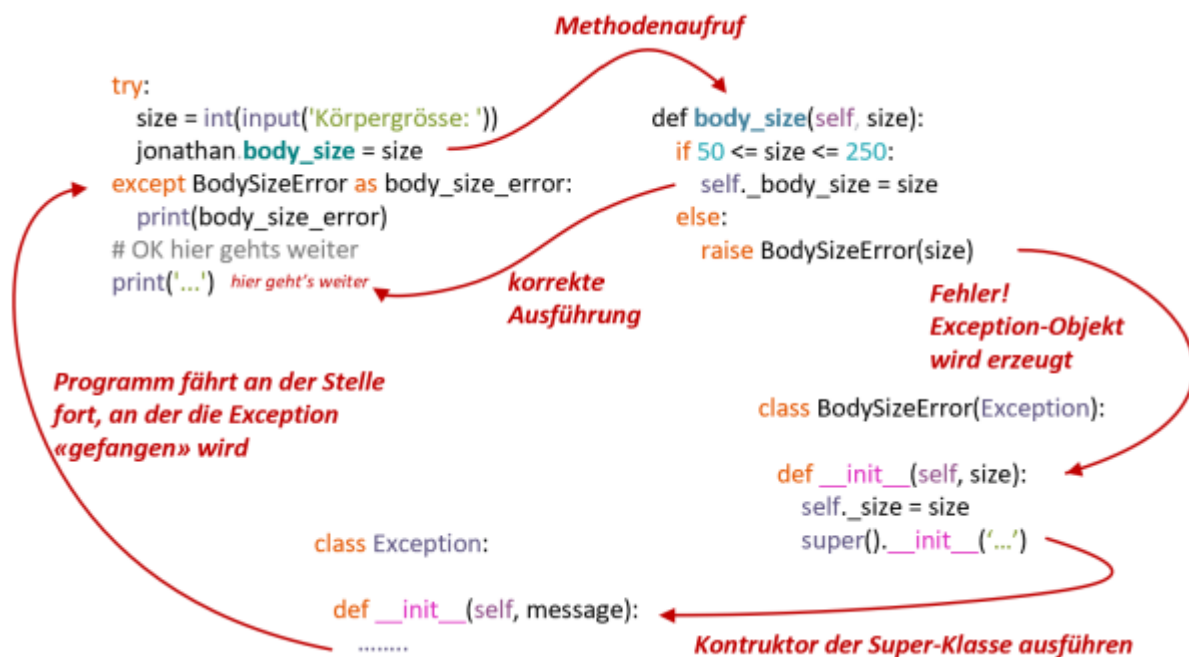 Methodenaufruf
try:
size = int(input('Körpergrösse: '))
jonathan.body_size = size
except BodySizeError as body_size_error:
print(body_size_error)
# OK hier gehts weiter
print('...') hier geht's weiter
def body_size(self, size):
if 50 <= size <= 250:
self._body_size = size
else:
raise BodySizeError(size)
korrekte
Ausführung
Fehler!
Exception-Objekt
wird erzeugt
Programm fährt an der Stelle
fort, an der die Exception
«gefangen» wird
class BodySizeError(Exception):
def __init__(self, size):
self._size = size
super().__init__('...')
class Exception:
def __init__(self, message):
........
Kontruktor der Super-Klasse ausführen